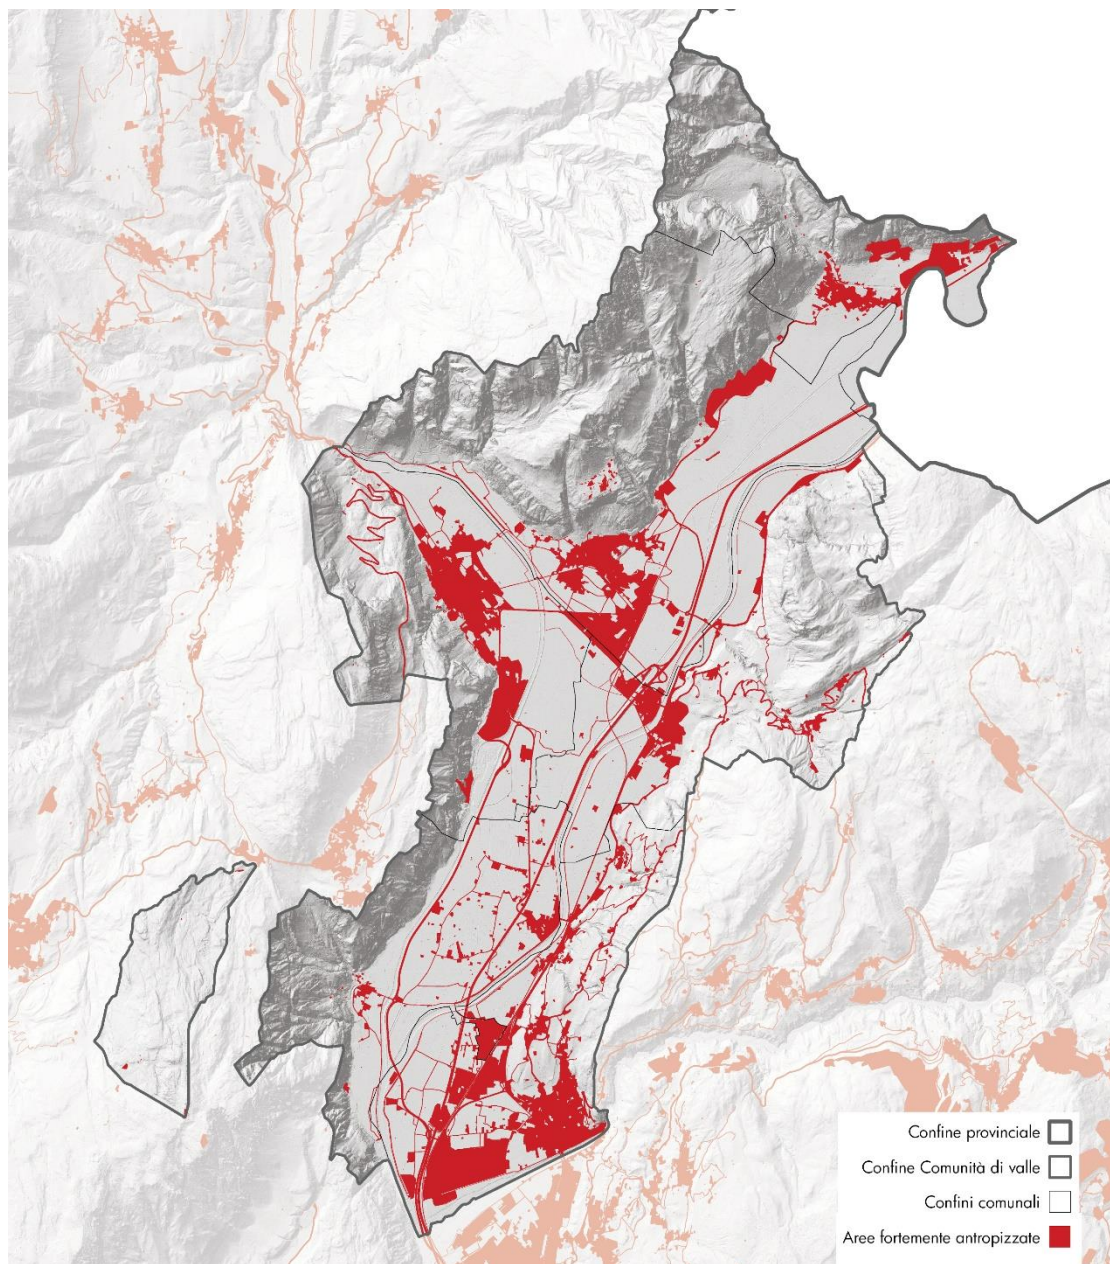 Confine provinciale
Confine Comunità di valle
Confini comunali
Aree fortemente antropizzate